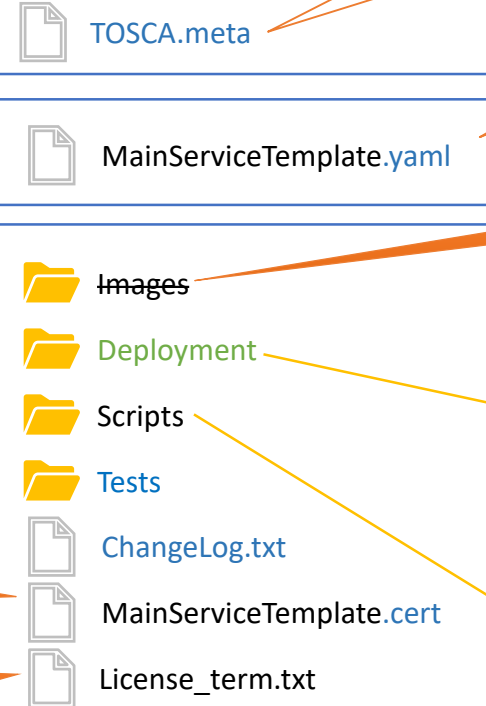 TOSCA.meta
MainServiceTemplate.yaml
Images
Deployment
Scripts
Tests
ChangeLog.txt
MainServiceTemplate.cert
License_term.txt